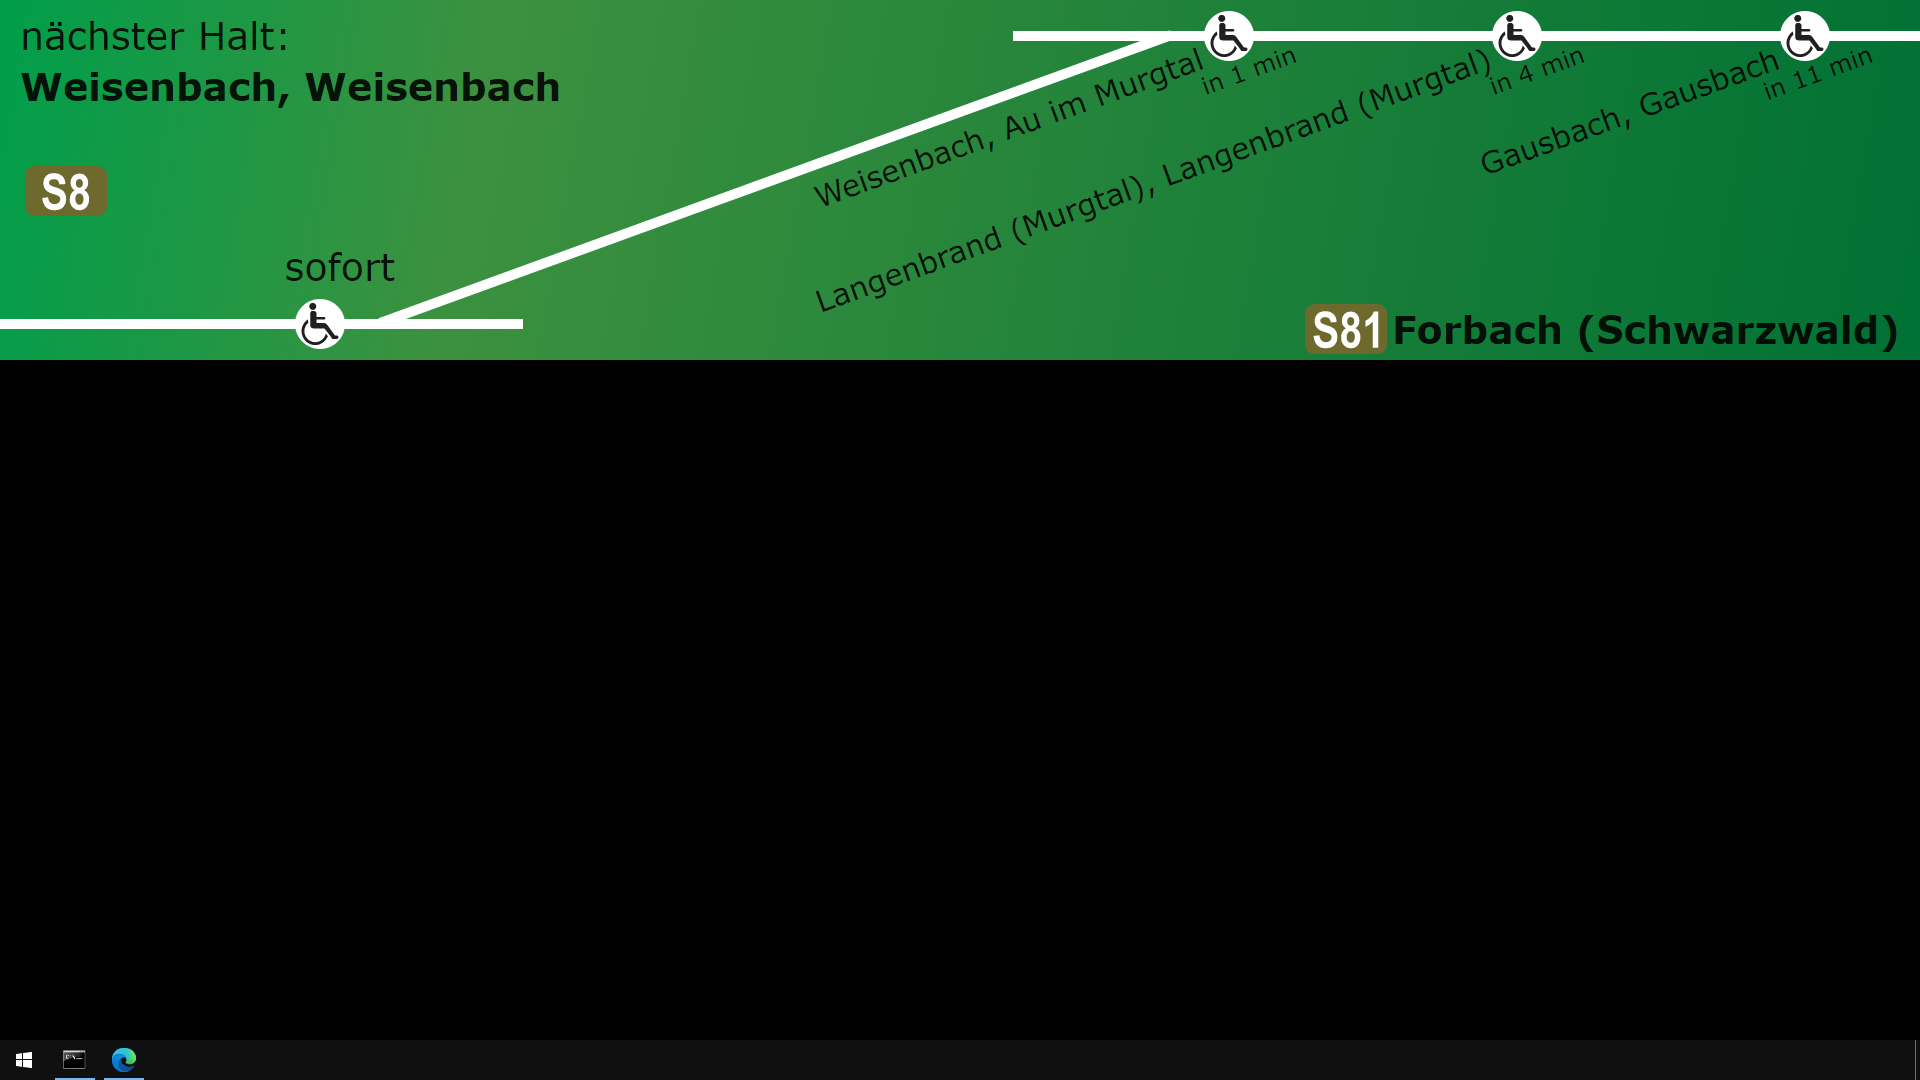 nächster Halt:
Weisenbach, Weisenbach
S8
sofort
Weisenbach, Au im Murgtal
in 1 min
Langenbrand (Murgtal), Langenbrand (Murgtal)
in 4 min
Gausbach, Gausbach
in 11 min
S81 Forbach (Schwarzwald)